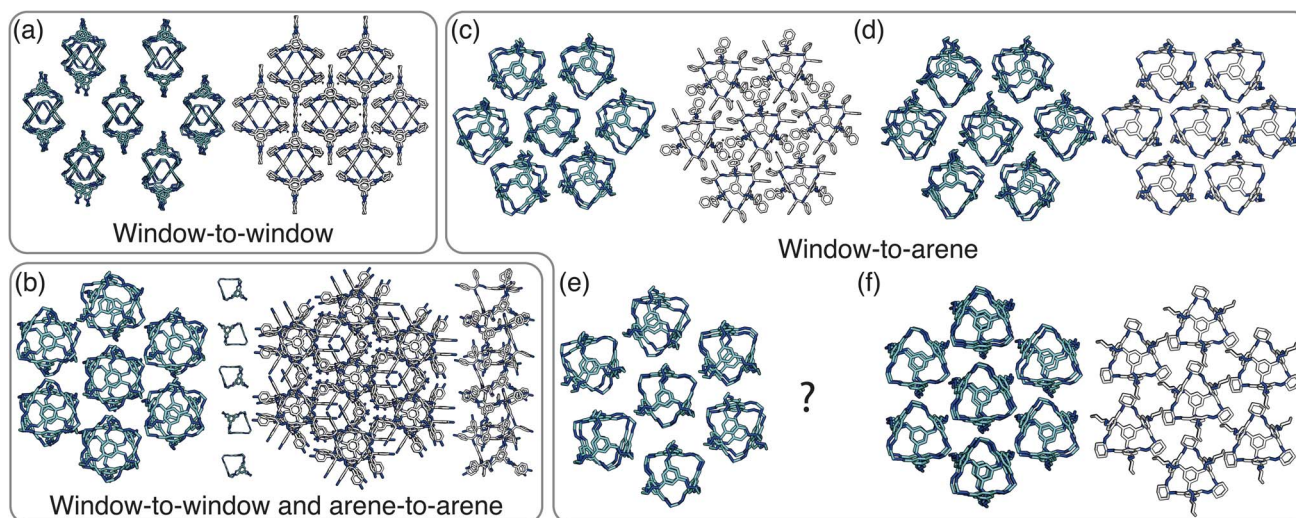 (a)
Window-to-window
(b)
Window-to-window and arene-to-arene
(c)
(d)
Window-to-arene
(e)
?
(f)